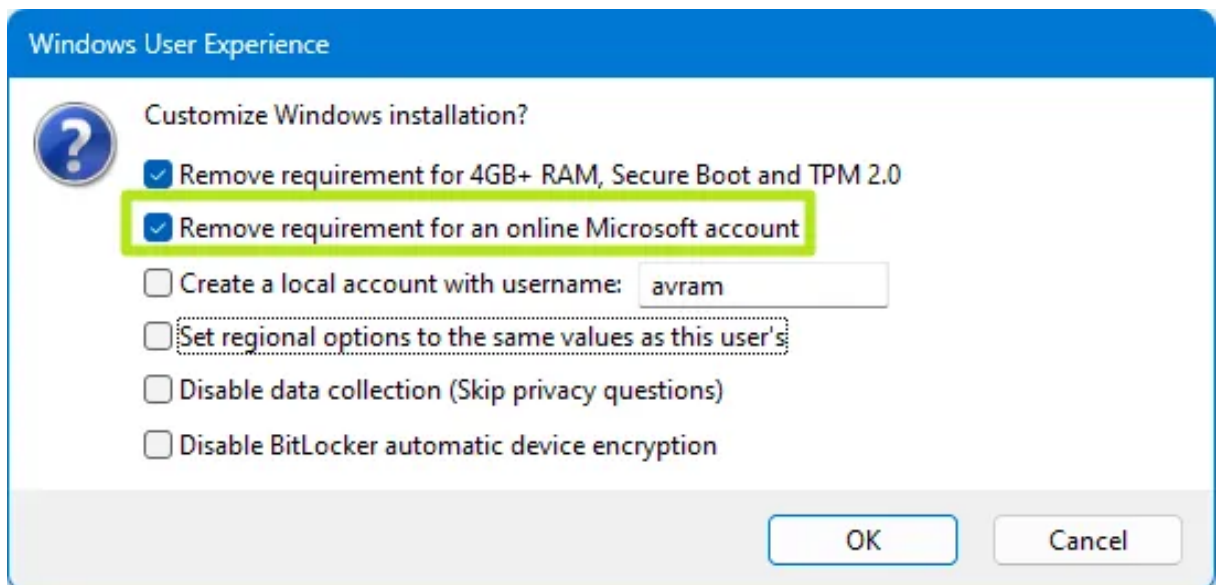 Windows User Experience
Customize Windows installation?
Remove requirement for 4GB+ RAM, Secure Boot and TPM 2.0
Remove requirement for an online Microsoft account
Create a local account with username: avram
Set regional options to the same values as this user's
Disable data collection (Skip privacy questions)
Disable BitLocker automatic device encryption
OK Cancel